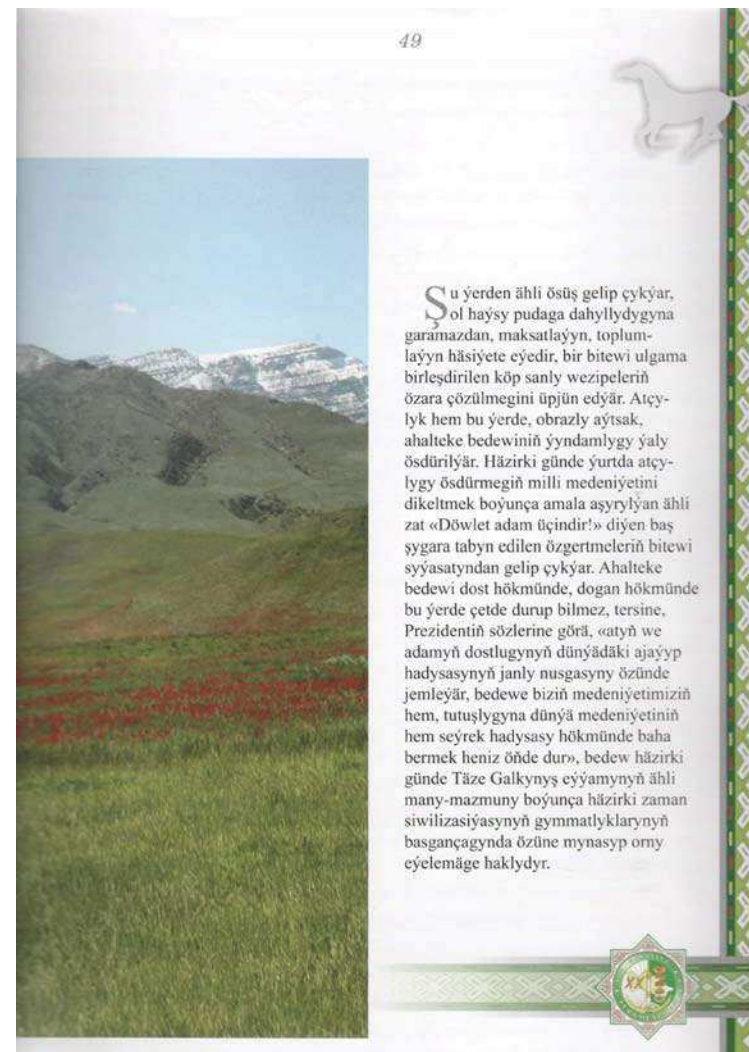 49
Şu ýerden ähli ösüş gelip çykýar,
şol haýsy pudaga dahyllydygyna
garamazdan, maksatlaýyn, toplum-
laýyn häsiýete eýedir, bir bitewi ulgama
birleşdirilen köp sanly wezipeleriň
özara çözülmegini üpjün edýär. Atçy-
lyk hem bu ýerde, obrazly aýtsak,
ahalteke bedewiniň ýyndamlygy ýaly
ösdürilýär. Häzirki günde ýurtda atçy-
lygy ösdürmegiň milli medeniýetini
dikeltmek boýunça amala aşyrylýan ähli
zat «Döwlet adam üçindir!» diýen baş
şygara tabyn edilen özgertmeleriň bitewi
syýasatyndan gelip çykýar. Ahalteke
bedewi dost hökmünde, dogan hökmünde
bu ýerde çetde durup bilmez, tersine,
Prezidentiň sözlerine görä, «atyň we
adamyň dostlugynyň dünýädäki ajaýyp
hadysasynyň janly nusgasyny özünde
jemleýär, bedewe biziň medeniýetimiziň
hem, tutuşlygyna dünýä medeniýetiniň
hem seýrek hadysasy hökmünde baha
bermek heniz öňde dur», bedew häzirki
günde Täze Galkynyş eýýamynyň ähli
many-mazmuny boýunça häzirki zaman
siwilizasiýasynyň gymmatlyklarynyň
basgançagynda özüne mynasyp orny
eýelemäge haklydyr.
XXI